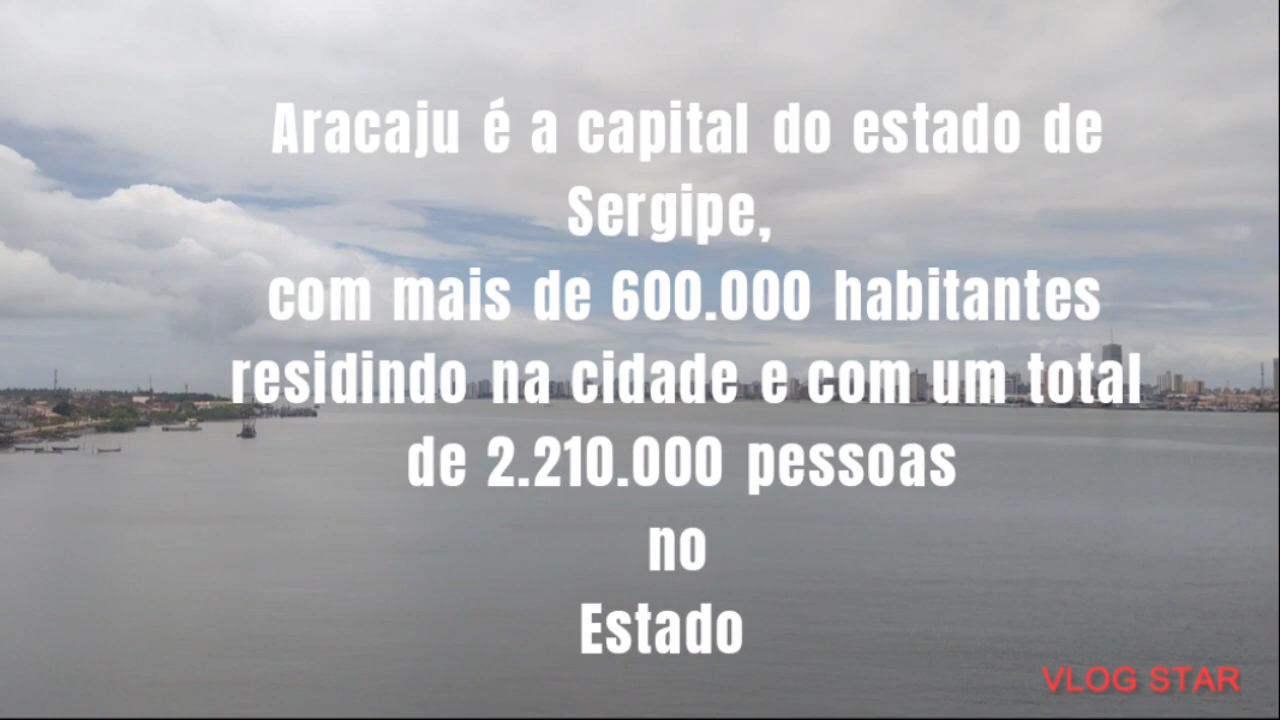 Aracaju é a capital do estado de
Sergipe,
com mais de 600.000 habitantes
residindo na cidade e com um total
de 2.210.000 pessoas
no
Estado
VLOG STAR